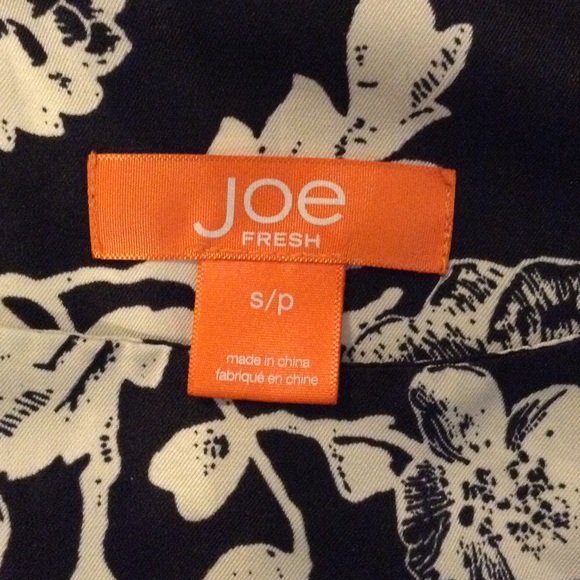 Joe
FRESH
s/p
made in china
fabriqué en chine